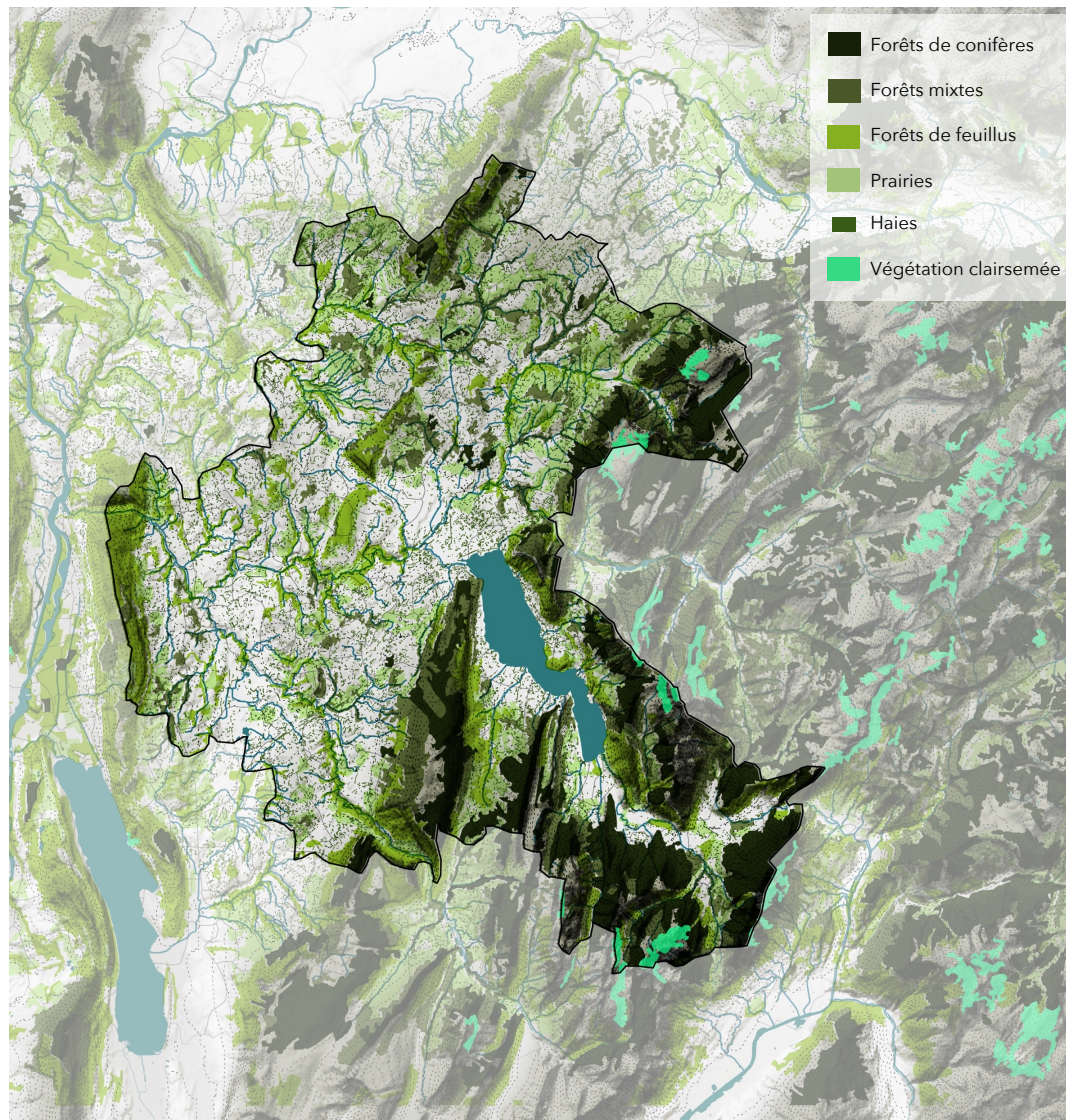 Forêts de conifères
Forêts mixtes
Forêts de feuillus
Prairies
Haies
Végétation clairsemée